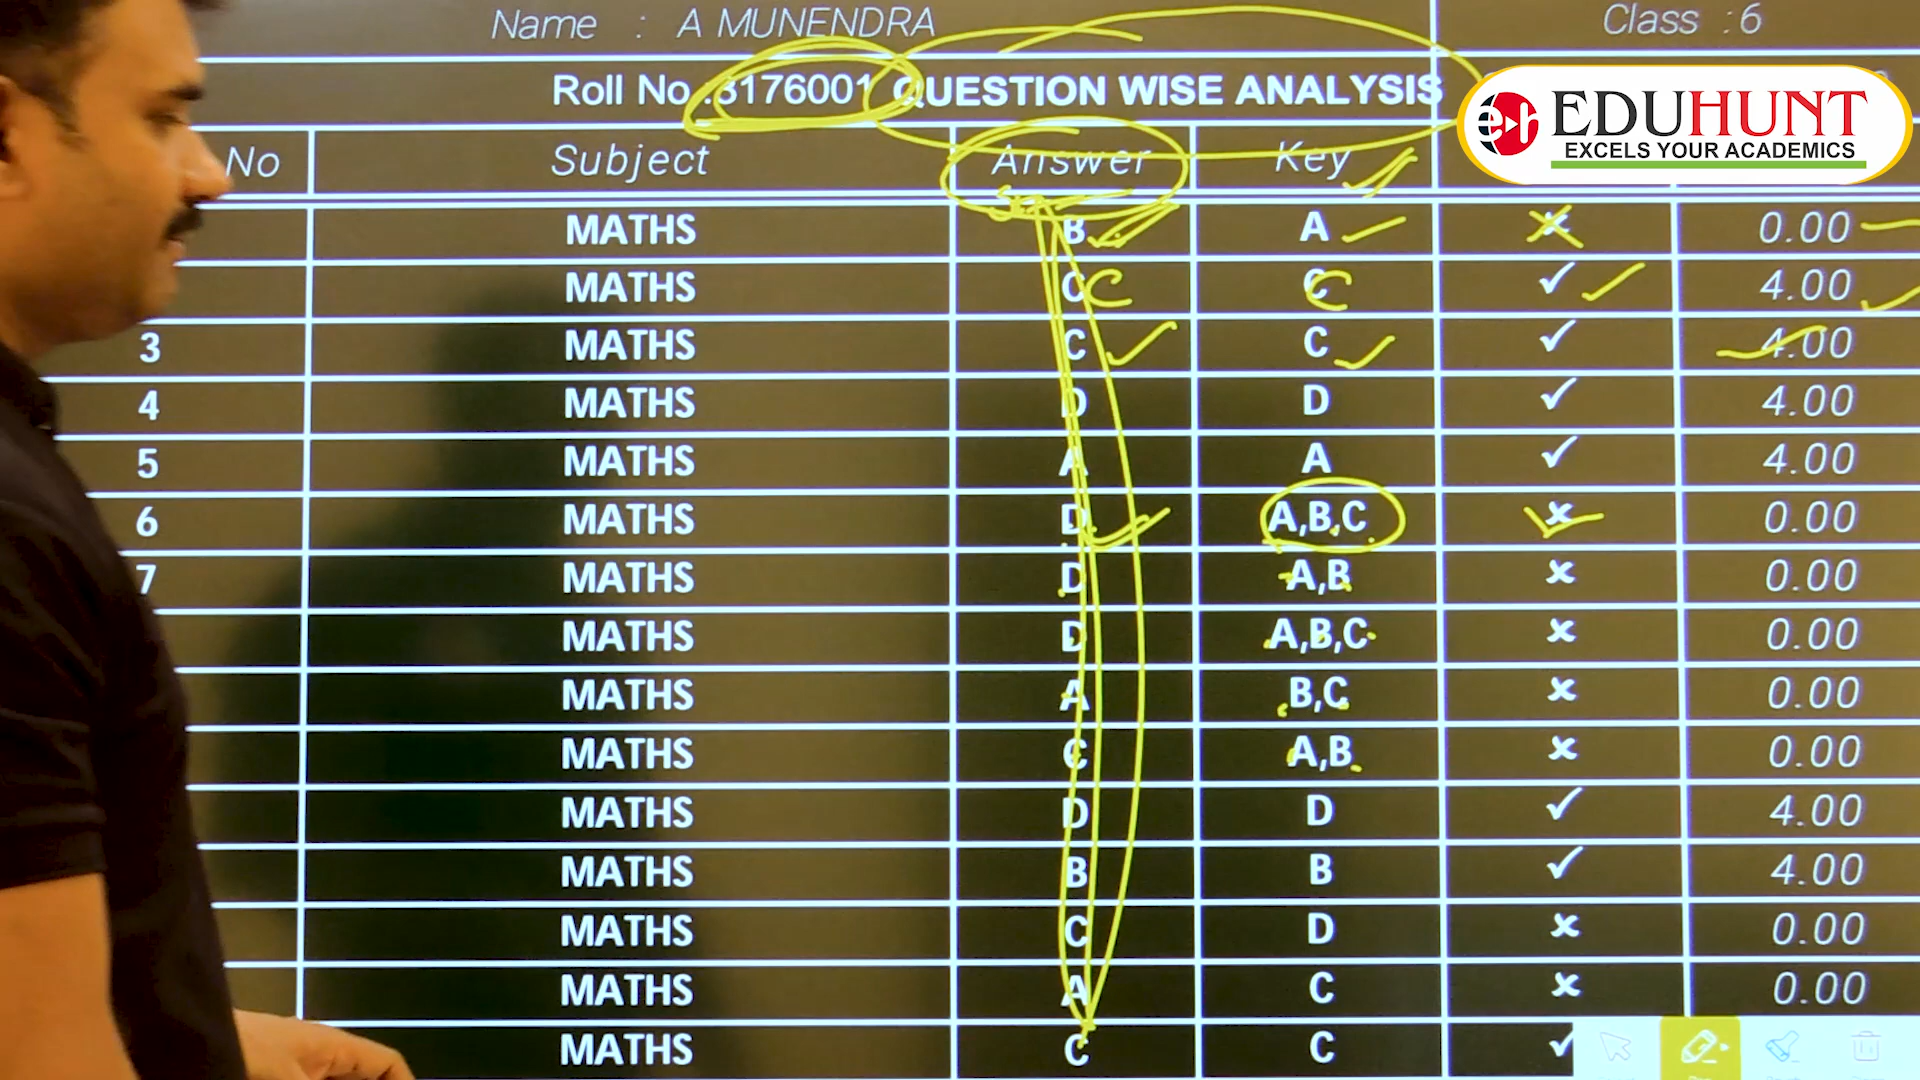 Name : A MUNENDRA Class : 6
Roll No.:3176001 QUESTION WISE ANALYSIS
EDUHUNT
EXCELS YOUR ACADEMICS
No Subject Answer Key
MATHS B A ✗ 0.00
MATHS C C C ✓ 4.00
3 MATHS C C ✓ 4.00
4 MATHS D D ✓ 4.00
5 MATHS A A ✓ 4.00
6 MATHS D A,B,C ✗ 0.00
7 MATHS D A,B ✗ 0.00
MATHS D A,B,C ✗ 0.00
MATHS A B,C ✗ 0.00
MATHS C A,B ✗ 0.00
MATHS D D ✓ 4.00
MATHS B B ✓ 4.00
MATHS C D ✗ 0.00
MATHS A C ✗ 0.00
MATHS C C ✓